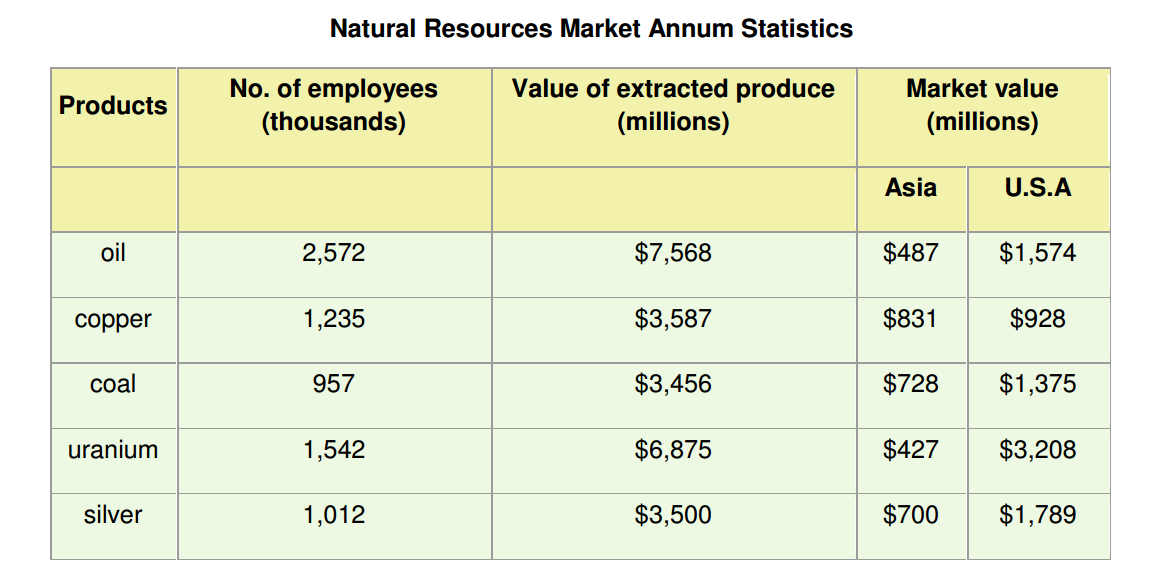 Natural Resources Market Annum Statistics
Products No. of employees Value of extracted produce Market value
(thousands) (millions) (millions)
Asia U.S.A
oil 2,572 $7,568 $487 $1,574
copper 1,235 $3,587 $831 $928
coal 957 $3,456 $728 $1,375
uranium 1,542 $6,875 $427 $3,208
silver 1,012 $3,500 $700 $1,789